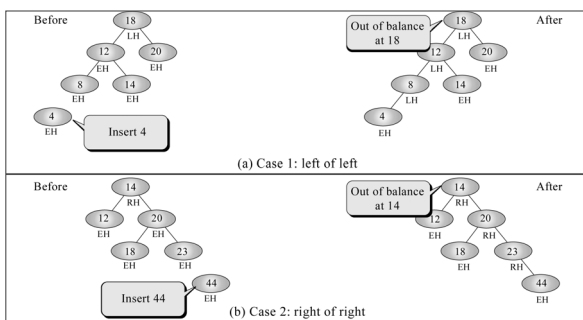 Before
After
18
LH
12
EH
20
EH
8
EH
14
EH
4
EH
Insert 4
Out of balance
at 18
18
LH
12
LH
20
EH
8
LH
14
EH
4
EH
(a) Case 1: left of left
Before
After
14
RH
12
EH
20
EH
18
EH
23
EH
44
EH
Insert 44
Out of balance
at 14
14
RH
12
EH
20
RH
18
EH
23
RH
44
EH
(b) Case 2: right of right